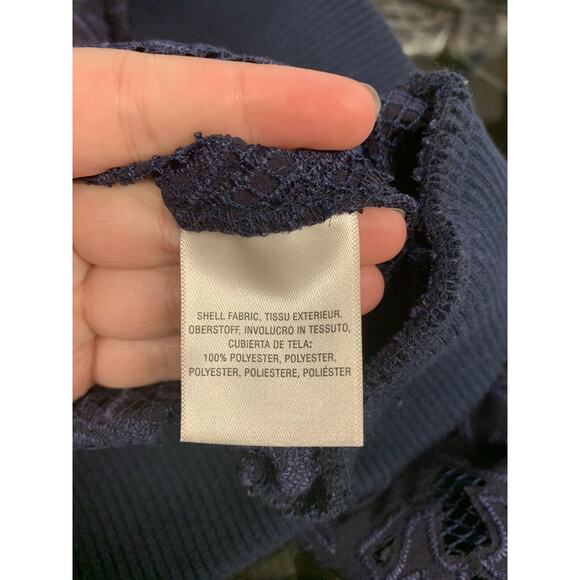 SHELL FABRIC, TISSU EXTERIEUR,
OBERSTOFF, INVOLUCRO IN TESSUTO,
CUBIERTA DE TELA:
100% POLYESTER, POLYESTER,
POLYESTER, POLIESTERE, POLIÉSTER